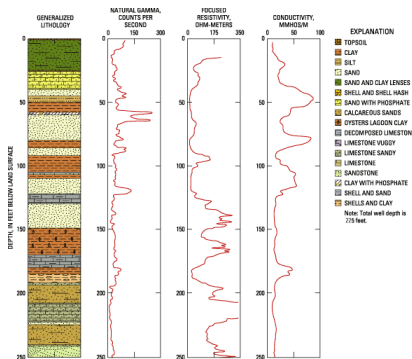 GENERALIZED
LITHOLOGY
NATURAL GAMMA,
COUNTS PER
SECOND
FOCUSED
RESISTIVITY,
OHM-METERS
CONDUCTIVITY,
MMHOS/M
0 150 300
0 175 350
0 50 100
DEPTH, IN FEET BELOW LAND SURFACE
0
50
100
150
200
250
0
50
100
150
200
250
0
50
100
150
200
250
0
50
100
150
200
250
EXPLANATION
TOPSOIL
CLAY
SILT
SAND
SAND AND CLAY LENSES
SHELL AND SHELL HASH
SAND WITH PHOSPHATE
CALCAREOUS SANDS
OYSTERS LAGOON CLAY
DECOMPOSED LIMESTON
LIMESTONE VUGGY
LIMESTONE SANDY
LIMESTONE
SANDSTONE
CLAY WITH PHOSPHATE
SHELL AND SAND
SHELLS AND CLAY
Note: Total well depth is
775 feet.